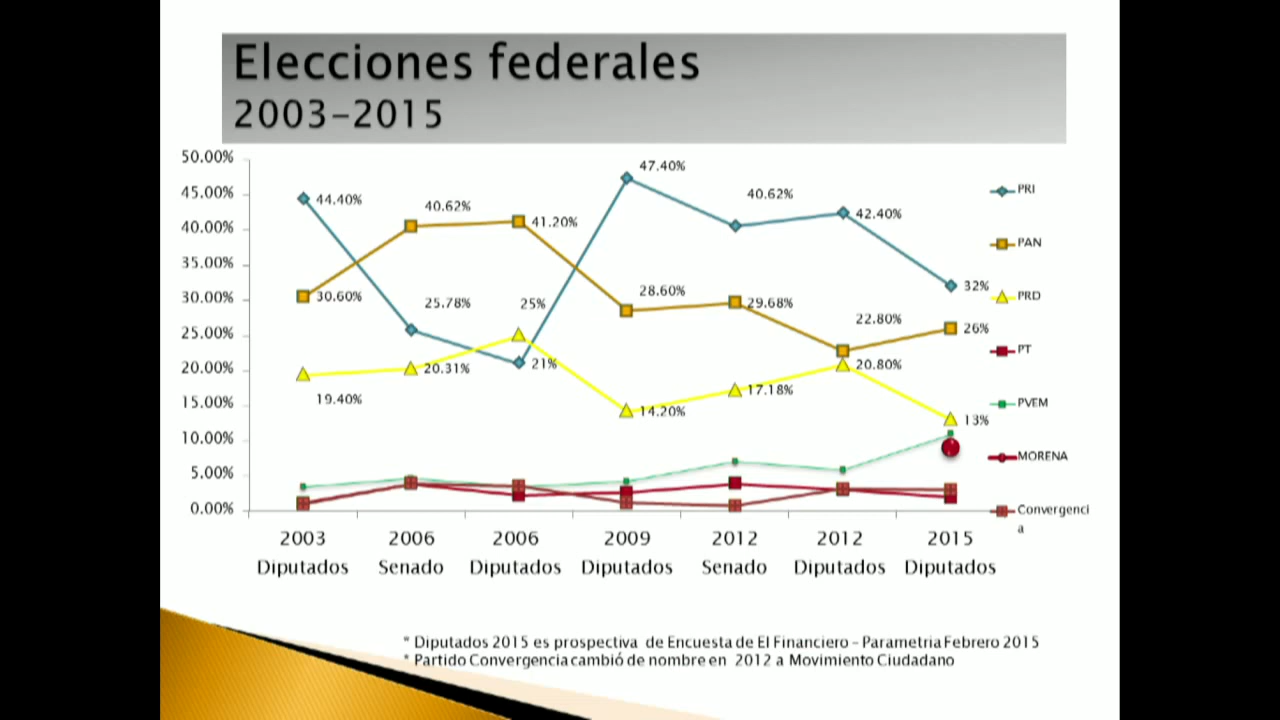 Elecciones federales
2003-2015
50.00%
45.00%
40.00%
35.00%
30.00%
25.00%
20.00%
15.00%
10.00%
5.00%
0.00%
44.40%
30.60%
19.40%
40.62%
25.78%
20.31%
41.20%
25%
21%
47.40%
28.60%
14.20%
40.62%
29.68%
17.18%
42.40%
22.80%
20.80%
32%
26%
13%
PRI
PAN
PRD
PT
PVEM
MORENA
Convergenci
a
2003 2006 2006 2009 2012 2012 2015
Diputados Senado Diputados Diputados Senado Diputados Diputados
* Diputados 2015 es prospectiva de Encuesta de El Financiero – Parametria Febrero 2015
* Partido Convergencia cambió de nombre en 2012 a Movimiento Ciudadano